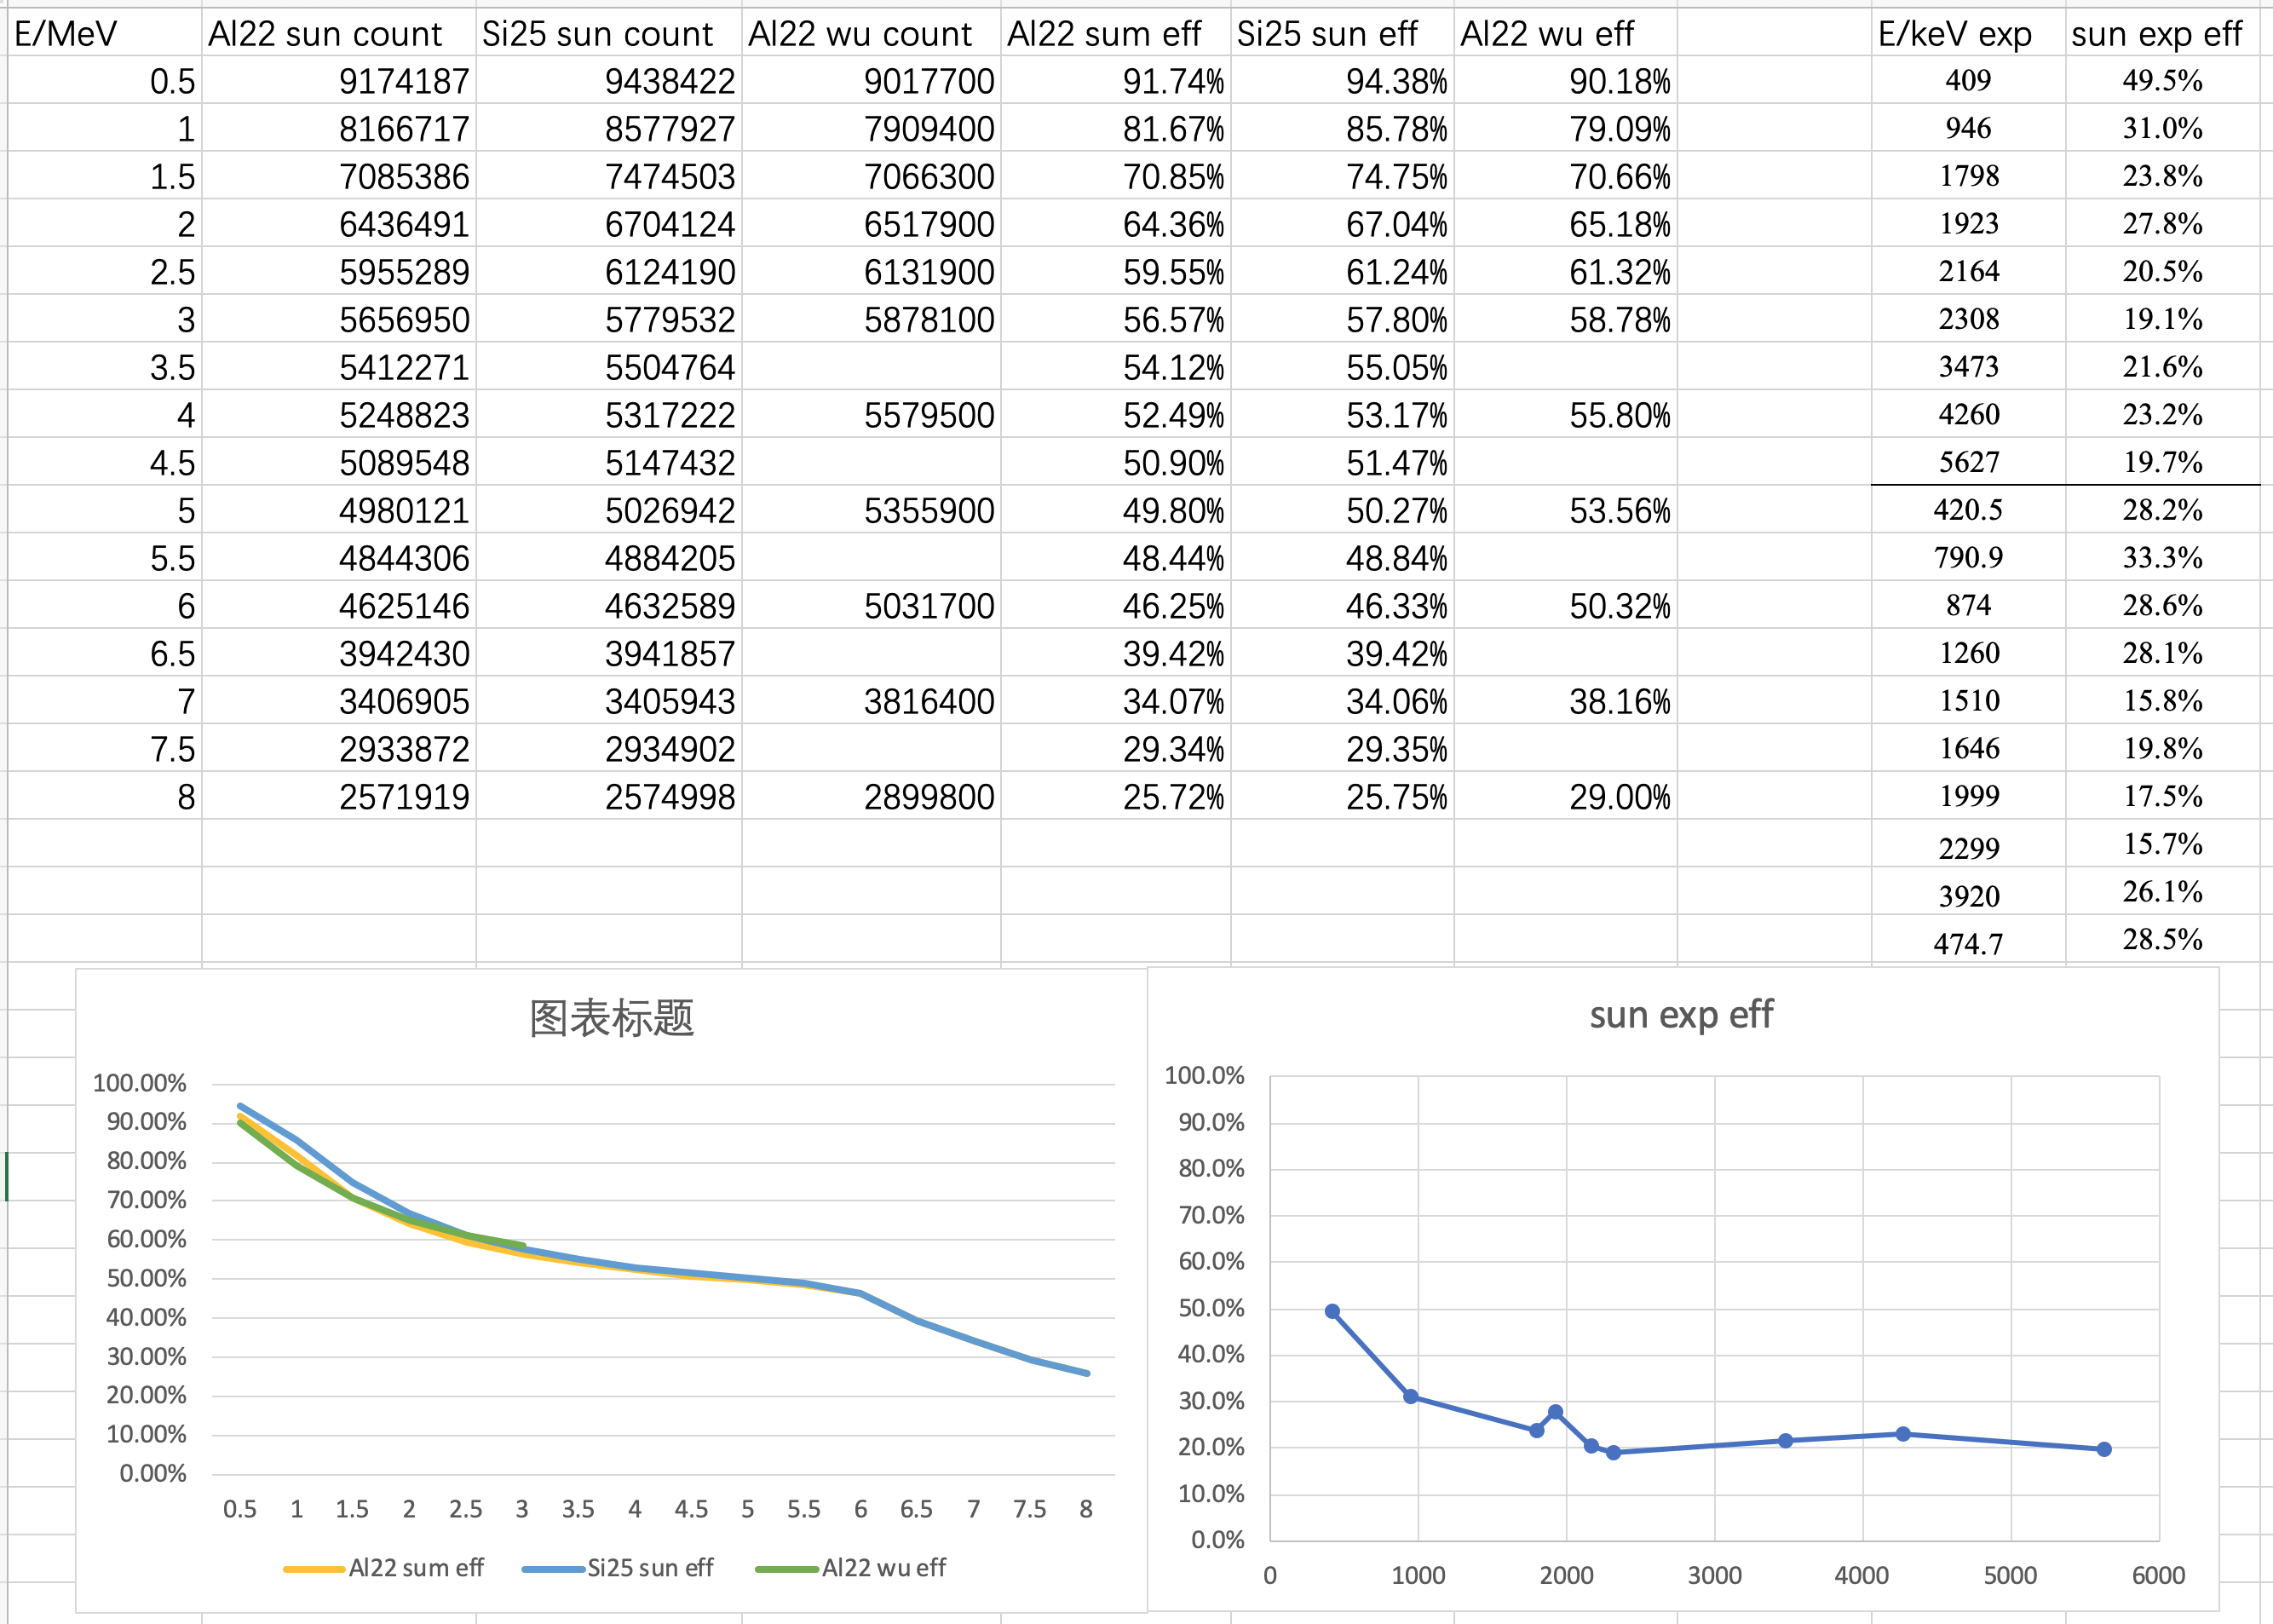 E/MeV Al22 sun count Si25 sun count Al22 wu count Al22 sum eff Si25 sun eff Al22 wu eff E/keV exp sun exp eff
0.5 9174187 9438422 9017700 91.74% 94.38% 90.18% 409 49.5%
1 8166717 8577927 7909400 81.67% 85.78% 79.09% 946 31.0%
1.5 7085386 7474503 7066300 70.85% 74.75% 70.66% 1798 23.8%
2 6436491 6704124 6517900 64.36% 67.04% 65.18% 1923 27.8%
2.5 5955289 6124190 6131900 59.55% 61.24% 61.32% 2164 20.5%
3 5656950 5779532 5878100 56.57% 57.80% 58.78% 2308 19.1%
3.5 5412271 5504764 54.12% 55.05% 3473 21.6%
4 5248823 5317222 5579500 52.49% 53.17% 55.80% 4260 23.2%
4.5 5089548 5147432 50.90% 51.47% 5627 19.7%
5 4980121 5026942 5355900 49.80% 50.27% 53.56% 420.5 28.2%
5.5 4844306 4884205 48.44% 48.84% 790.9 33.3%
6 4625146 4632589 5031700 46.25% 46.33% 50.32% 874 28.6%
6.5 3942430 3941857 39.42% 39.42% 1260 28.1%
7 3406905 3405943 3816400 34.07% 34.06% 38.16% 1510 15.8%
7.5 2933872 2934902 29.34% 29.35% 1646 19.8%
8 2571919 2574998 2899800 25.72% 25.75% 29.00% 1999 17.5%
2299 15.7%
3920 26.1%
474.7 28.5%
图表标题
100.00%
90.00%
80.00%
70.00%
60.00%
50.00%
40.00%
30.00%
20.00%
10.00%
0.00%
0.5 1 1.5 2 2.5 3 3.5 4 4.5 5 5.5 6 6.5 7 7.5 8
Al22 sum eff Si25 sun eff Al22 wu eff
sun exp eff
100.0%
90.0%
80.0%
70.0%
60.0%
50.0%
40.0%
30.0%
20.0%
10.0%
0.0%
0 1000 2000 3000 4000 5000 6000